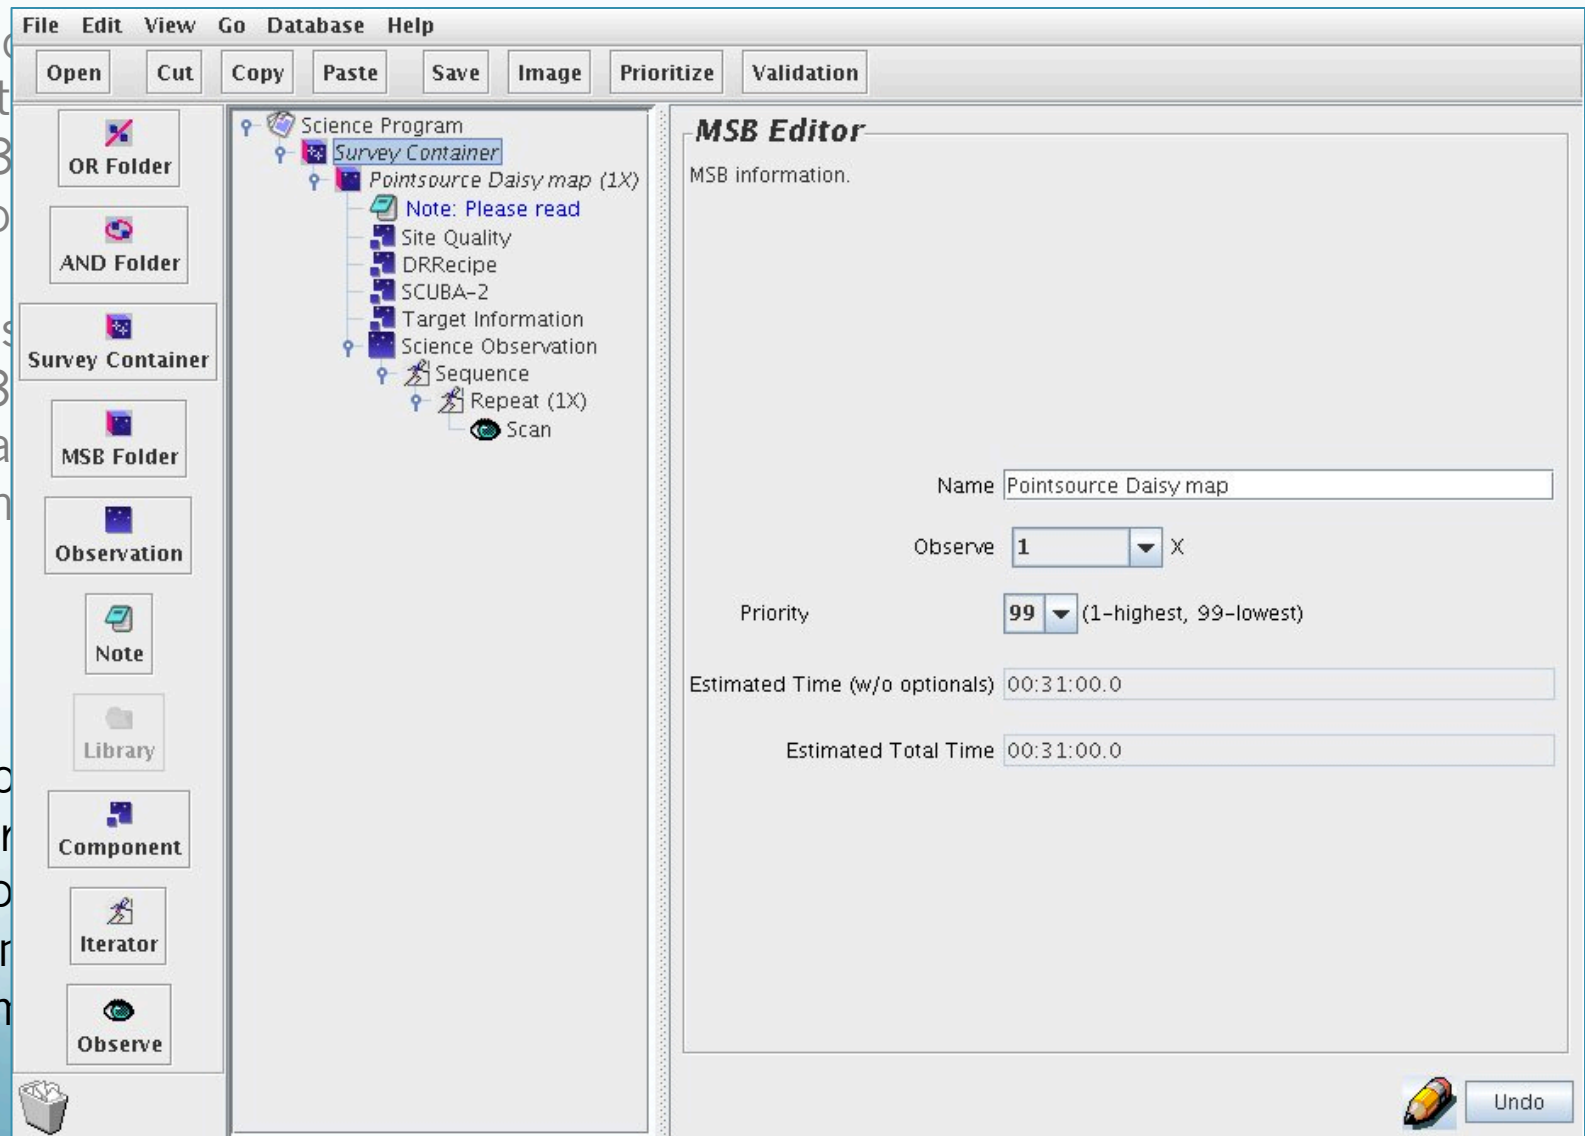 File Edit View Go Database Help
Open Cut Copy Paste Save Image Prioritize Validation
OR Folder
AND Folder
Survey Container
MSB Folder
Observation
Note
Library
Component
Iterator
Observe
Science Program
Survey Container
Pointsource Daisy map (1X)
Note: Please read
Site Quality
DRRecipe
SCUBA-2
Target Information
Science Observation
Sequence
Repeat (1X)
Scan
MSB Editor
MSB information.
Name Pointsource Daisy map
Observe 1 X
Priority 99 (1-highest, 99-lowest)
Estimated Time (w/o optionals) 00:31:00.0
Estimated Total Time 00:31:00.0
Undo